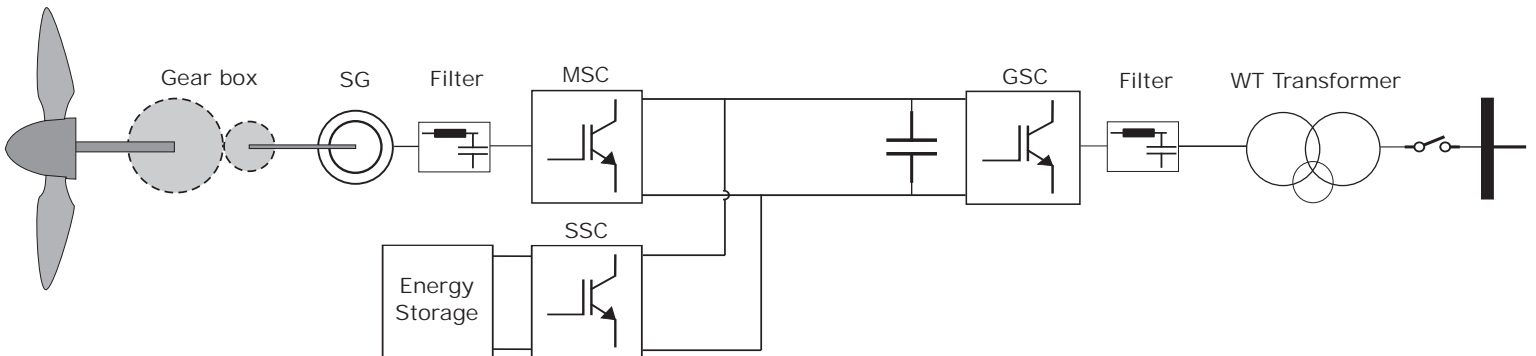 Gear box
SG
Filter
MSC
GSC
Filter
WT Transformer
SSC
Energy
Storage